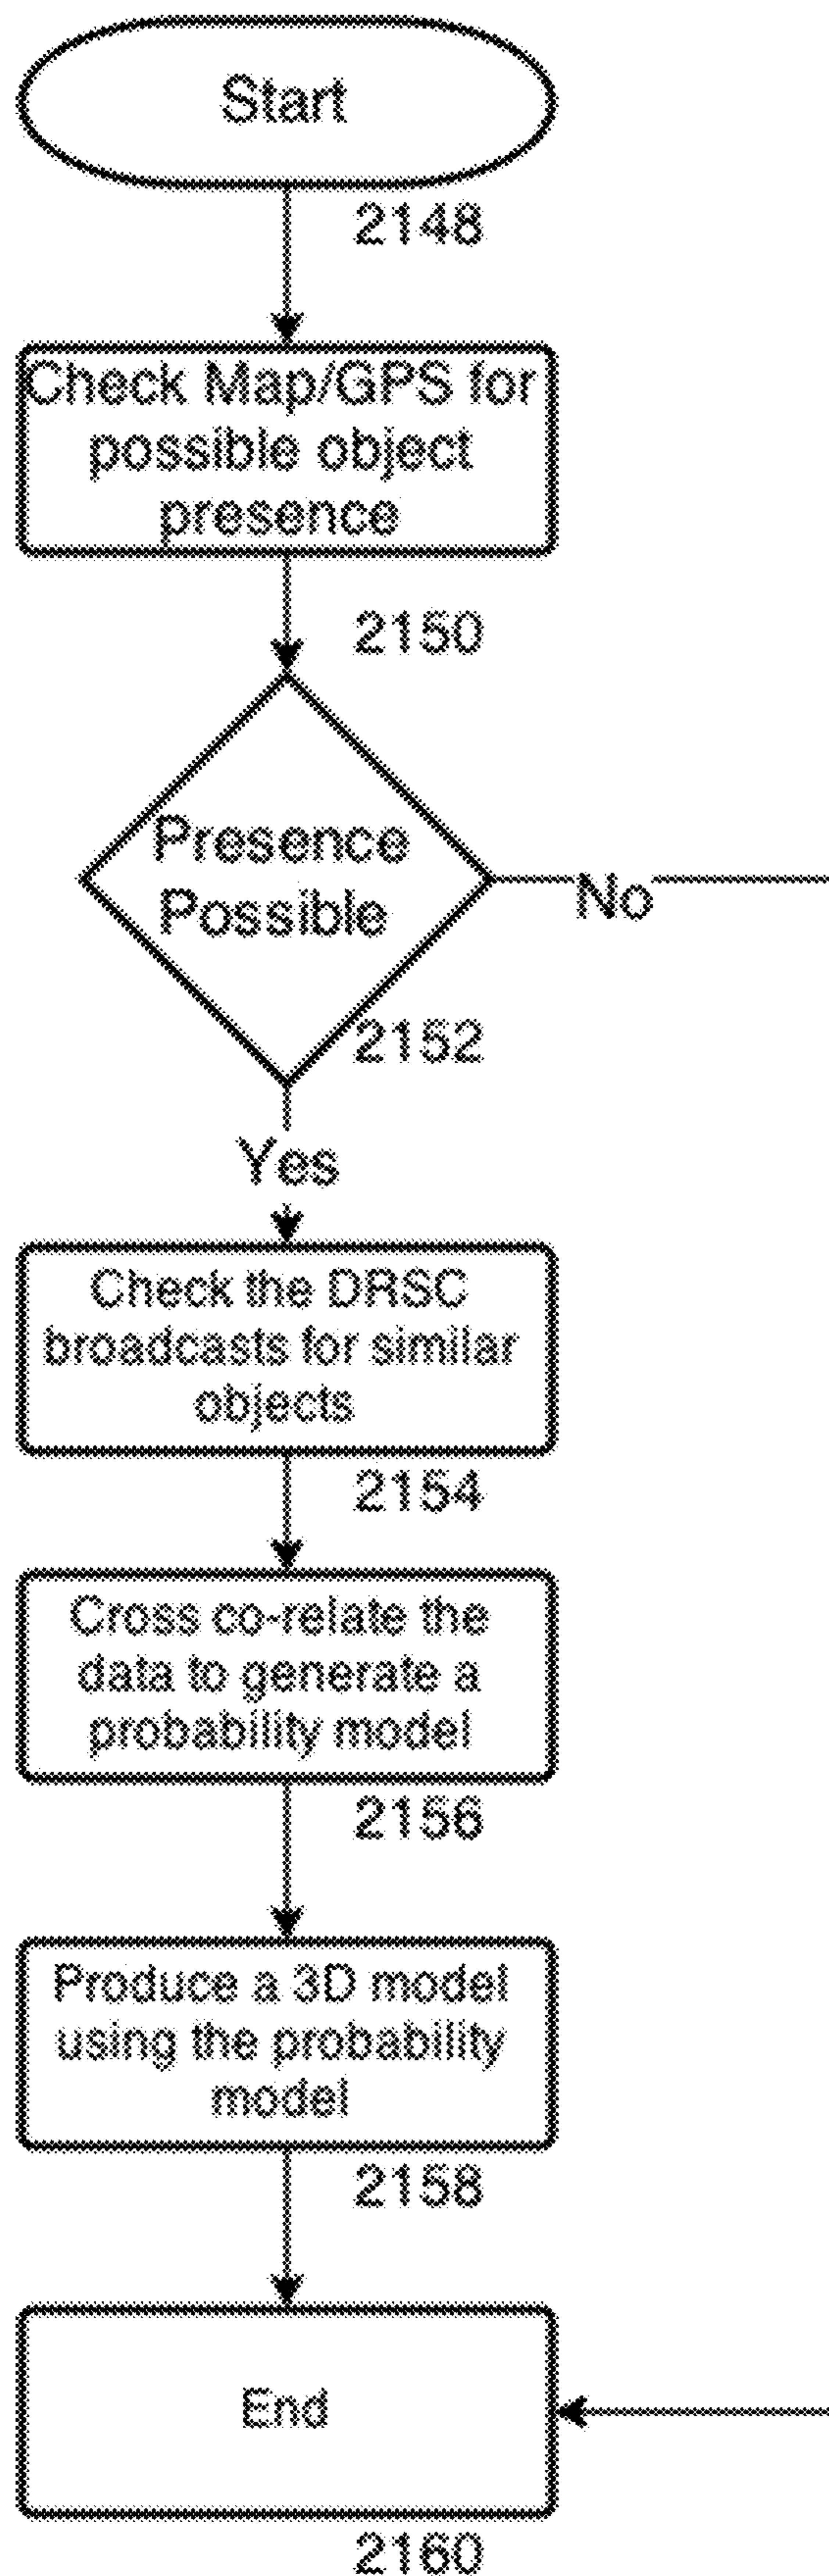 Start
2148
Check Map/GPS for
possible object
presence
2150
Presence
Possible
No
2152
Yes
Check the DRSC
broadcasts for similar
objects
2154
Cross co-relate the
data to generate a
probability model
2156
Produce a 3D model
using the probability
model
2158
End
2160